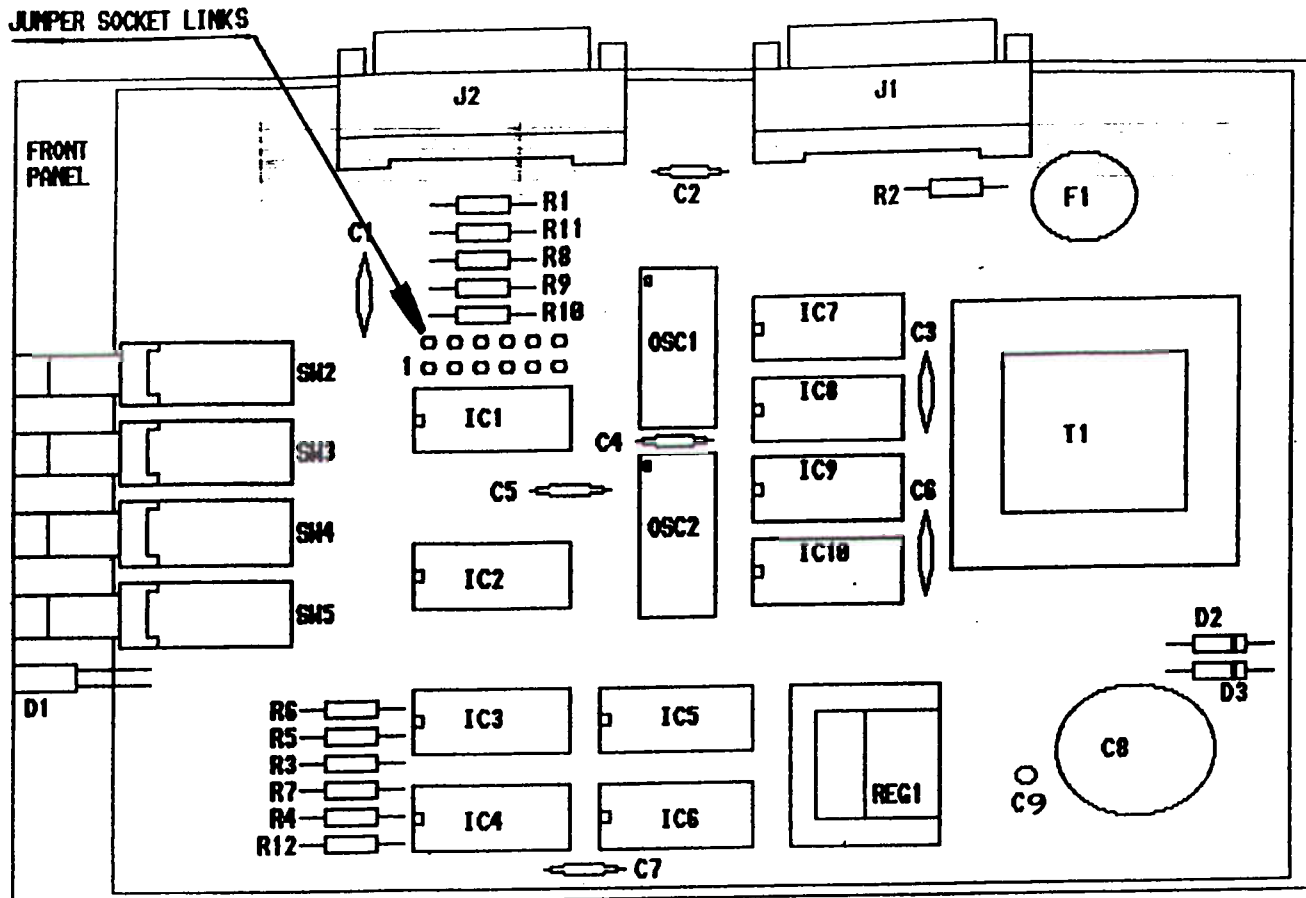 JUMPER SOCKET LINKS
J2
J1
FRONT
PANEL
C2
R2
F1
R1
C1
R11
R8
R9
R10
1
OSC1
IC7
C3
SW2
IC1
IC8
T1
SW3
C4
C5
IC9
C6
SW4
OSC2
IC10
IC2
SW5
D2
D3
D1
R6
IC3
IC5
R5
R3
C8
R7
REG1
C9
R4
IC4
IC6
R12
C7